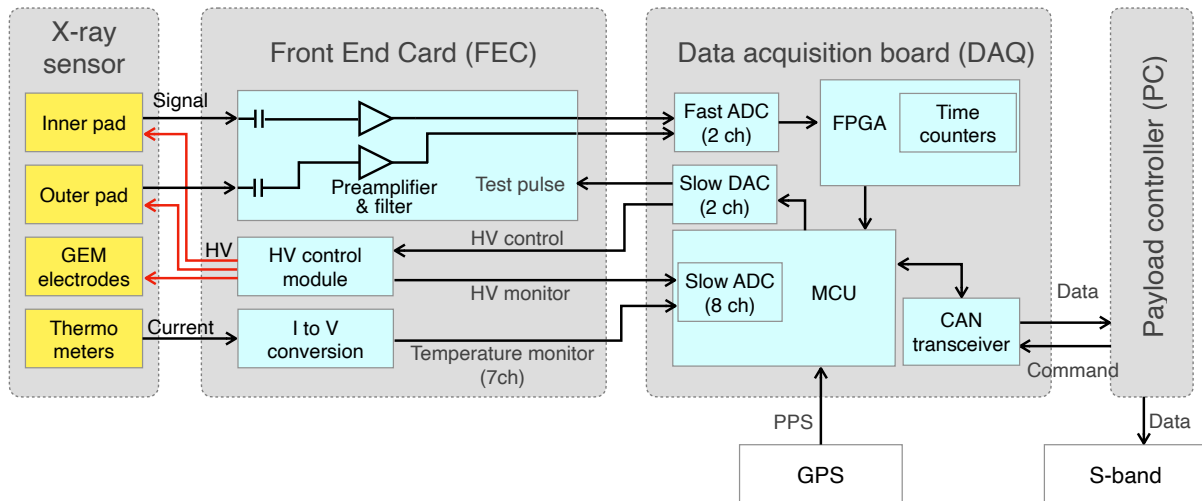 X-ray
sensor
Front End Card (FEC)
Data acquisition board (DAQ)
Payload controller (PC)
Inner pad
Outer pad
GEM
electrodes
Thermo
meters
Signal
HV
Current
Preamplifier
& filter
Test pulse
HV control
module
I to V
conversion
HV control
HV monitor
Temperature monitor
(7ch)
Fast ADC
(2 ch)
FPGA
Time
counters
Slow DAC
(2 ch)
Slow ADC
(8 ch)
MCU
CAN
transceiver
Data
Command
PPS
GPS
Data
S-band